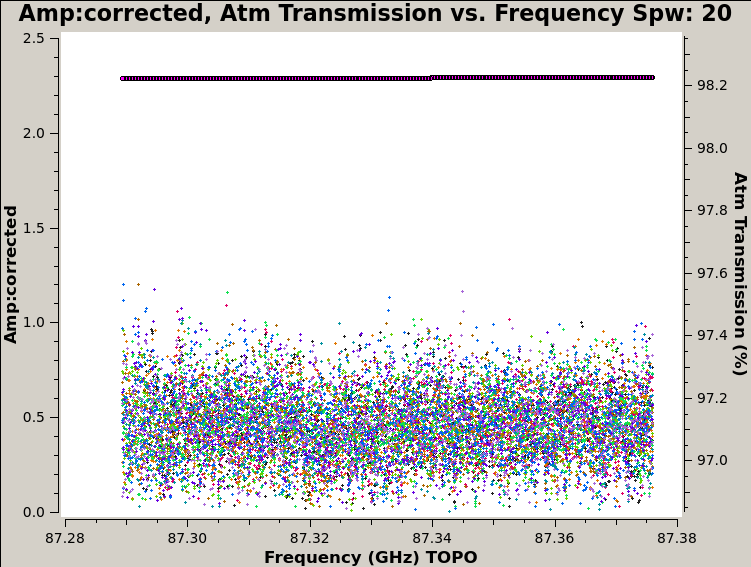 Amp:corrected, Atm Transmission vs. Frequency Spw: 20
2.5
2.0
1.5
1.0
0.5
0.0
Amp:corrected
98.2
98.0
97.8
97.6
97.4
97.2
97.0
Atm Transmission (%)
87.28 87.30 87.32 87.34 87.36 87.38
Frequency (GHz) TOPO